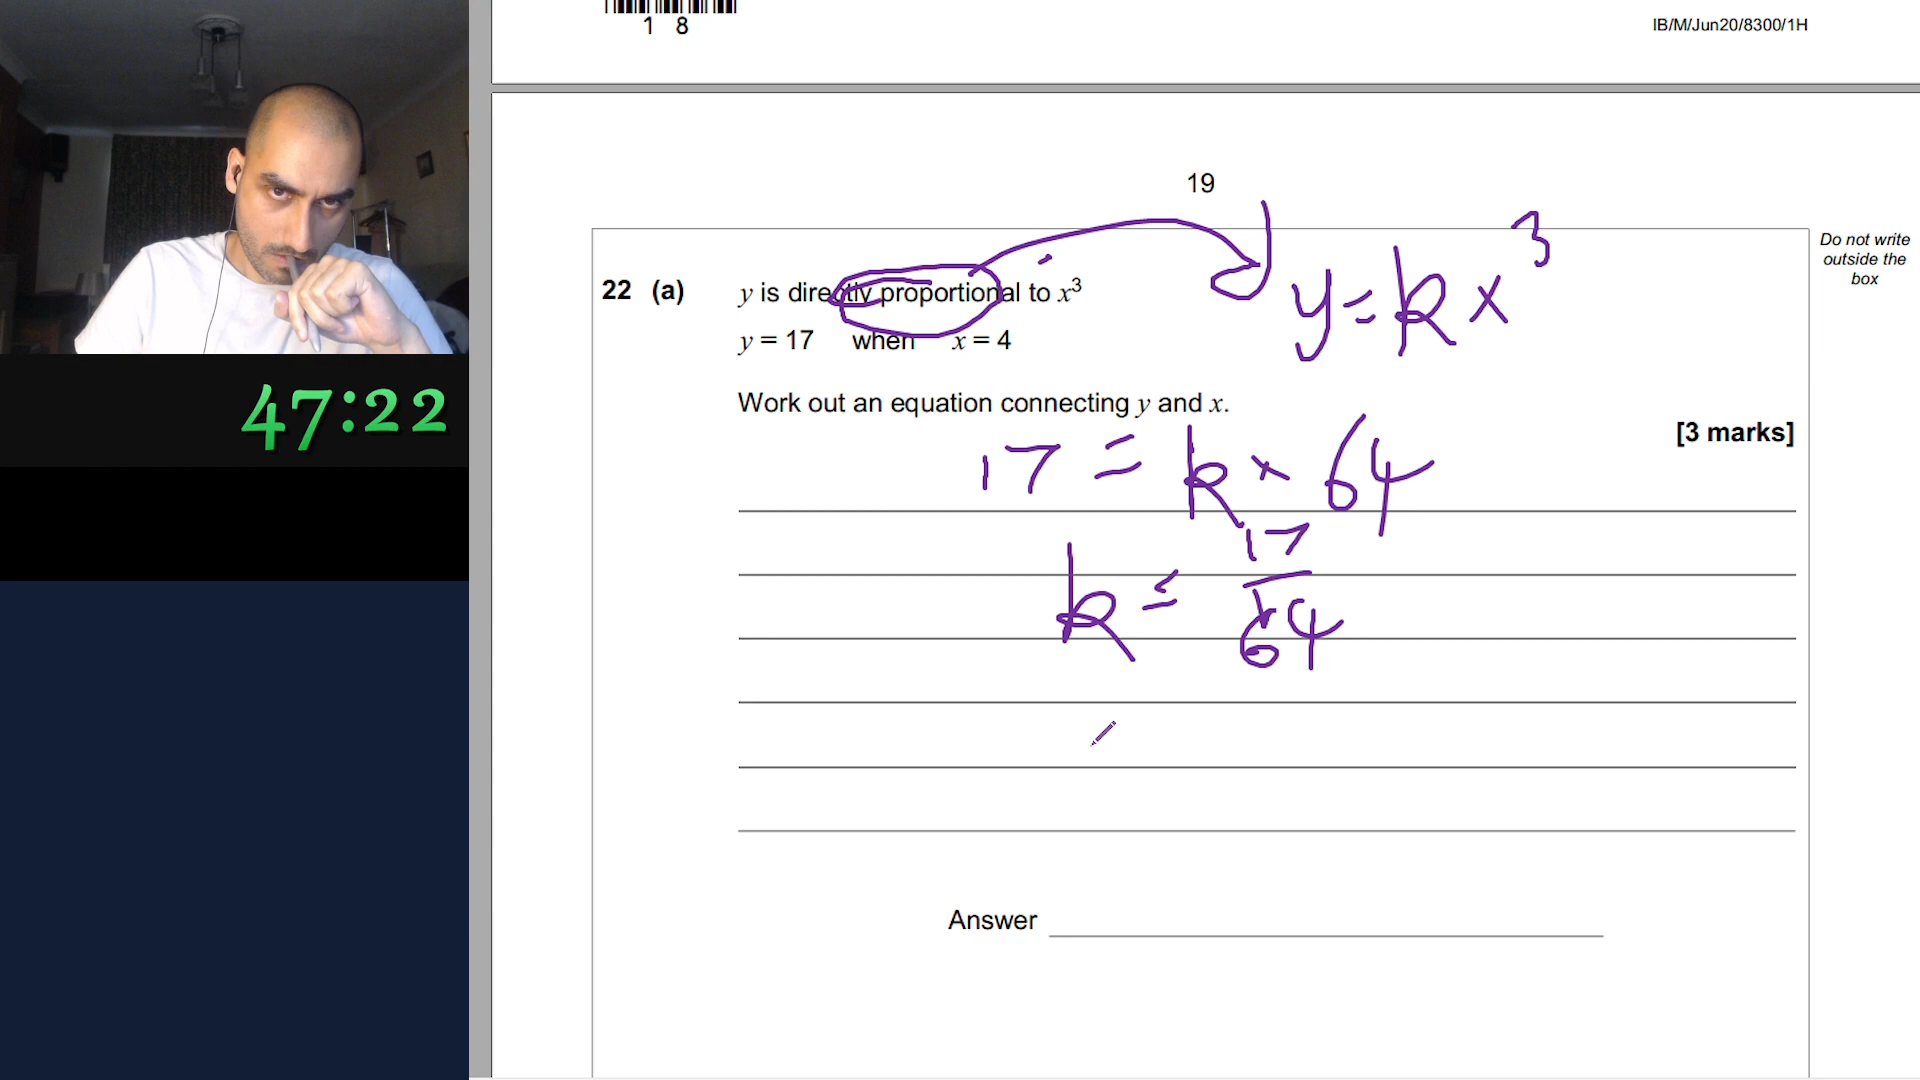 1 8
IB/M/Jun20/8300/1H
19
Do not write
outside the
box
22 (a) y is directly proportional to x³
y = kx³
y = 17 when x = 4
Work out an equation connecting y and x.
[3 marks]
17 = k × 64
k = 17/64
Answer
47:22